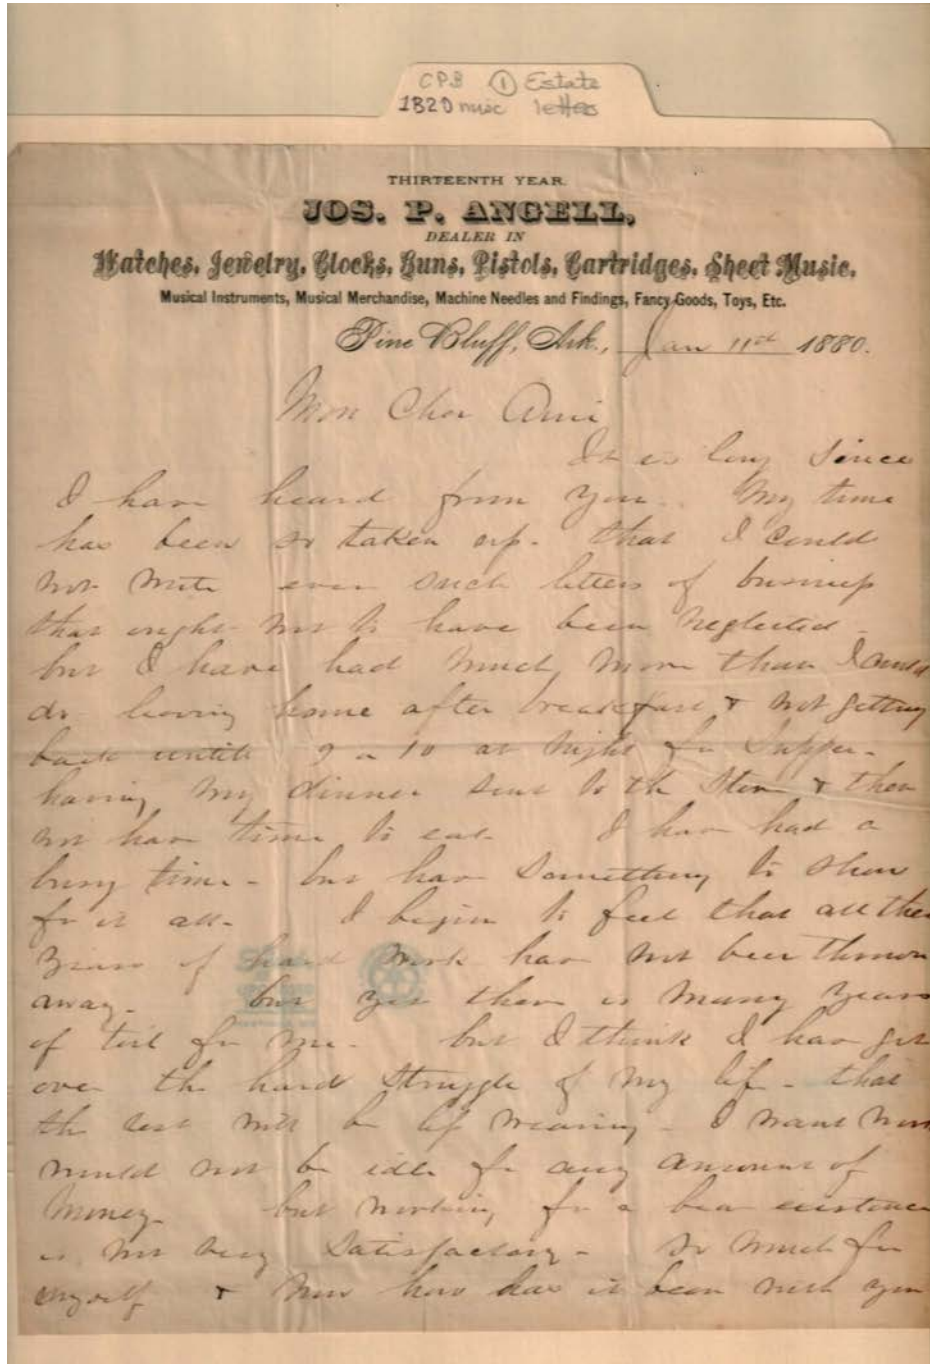 CPB ① Estate
1820 misc letters
THIRTEENTH YEAR.
JOS. P. ANGELL,
DEALER IN
Watches, Jewelry, Clocks, Guns, Pistols, Cartridges, Sheet Music,
Musical Instruments, Musical Merchandise, Machine Needles and Findings, Fancy Goods, Toys, Etc.
Pine Bluff, Ark., Jan 11th 1880.
Mon Cher Ami
It is long since
I have heard from you. My time
has been so taken up - that I could
not write even such letters of business
that ought not to have been neglected -
but I have had much more than I could
do leaving home after breakfast & not getting
back untill 9 or 10 at night for supper -
having my dinner sent to the Store & then
not have time to eat - I have had a
busy time - but have something to show
for it all - I begin to feel that all these
years of hard work have not been thrown
away - but yet there is many years
of toil for me - but I think I have got
over the hard struggle of my life - that
the rest will be less wearing - I want now
would not be idle for any amount of
money - but working for a bare existence
is not very satisfactory - so much for
myself & now how has it been with you